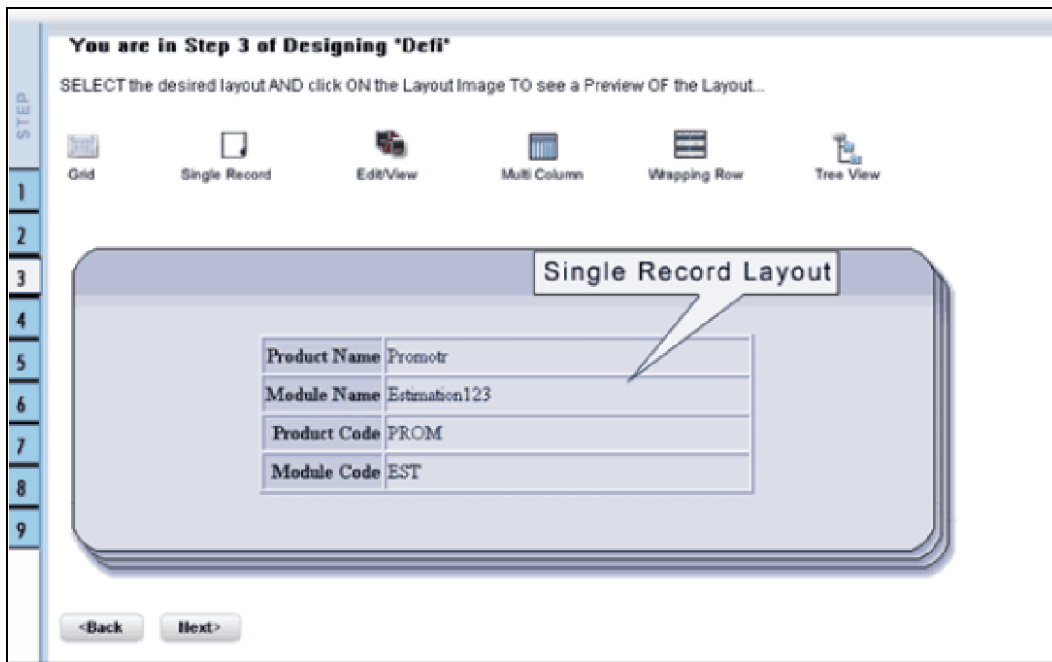 You are in Step 3 of Designing "Defi"
SELECT the desired layout AND click ON the Layout Image TO see a Preview OF the Layout...
STEP
Grid
Single Record
Edit/View
Multi Column
Wrapping Row
Tree View
1
2
3
4
5
6
7
8
9
Single Record Layout
Product Name Promotr
Module Name Estimation123
Product Code PROM
Module Code EST
<Back
Next>